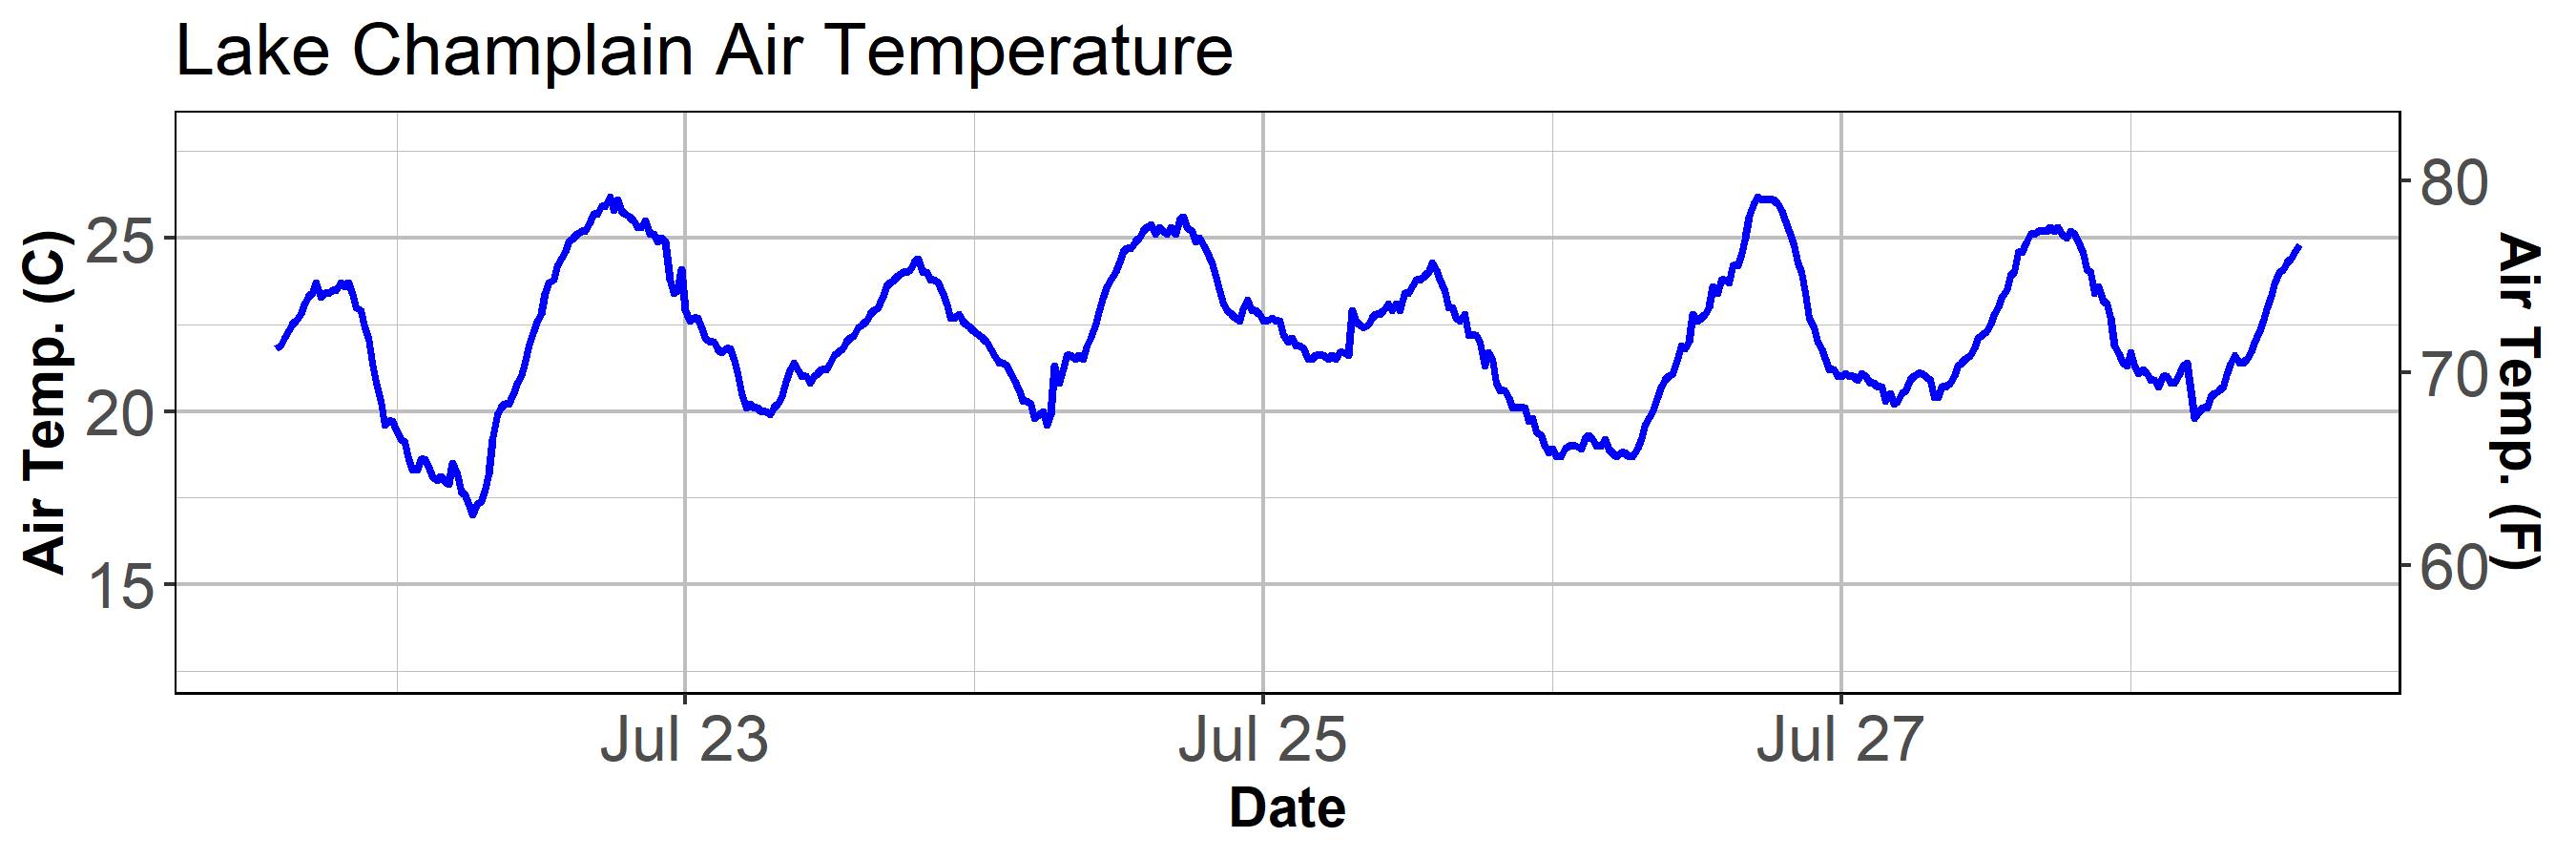 Lake Champlain Air Temperature
Air Temp. (C)
25
20
15
80
70
60
Air Temp. (F)
Jul 23 Jul 25 Jul 27
Date